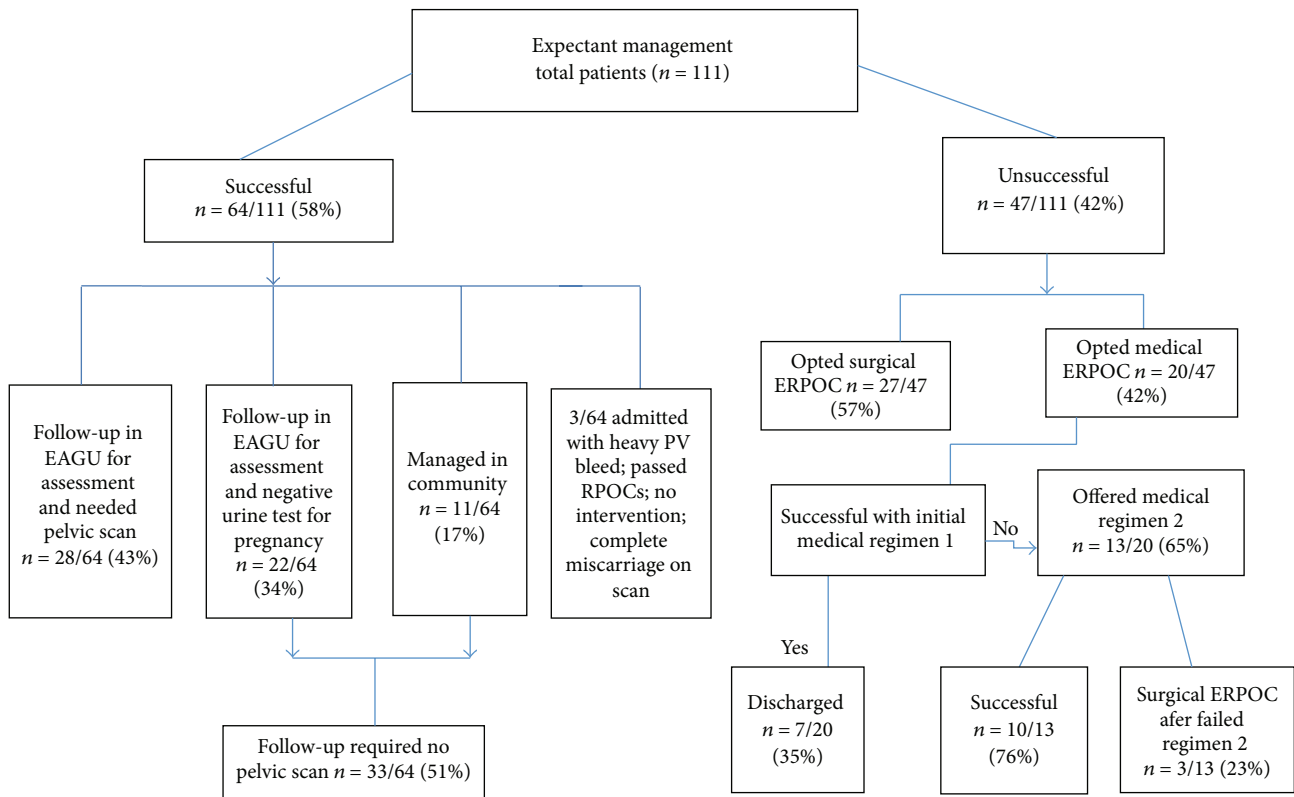 Expectant management
total patients (n = 111)
Successful
n = 64/111 (58%)
Unsuccessful
n = 47/111 (42%)
Opted surgical
ERPOC n = 27/47
(57%)
Opted medical
ERPOC n = 20/47
(42%)
Follow-up in
EAGU for
assessment
and needed
pelvic scan
n = 28/64 (43%)
Follow-up in
EAGU for
assessment
and negative
urine test for
pregnancy
n = 22/64
(34%)
Managed in
community
n = 11/64
(17%)
3/64 admitted
with heavy PV
bleed; passed
RPOCs; no
intervention;
complete
miscarriage on
scan
Successful with initial
medical regimen 1
No
Offered medical
regimen 2
n = 13/20 (65%)
Yes
Discharged
n = 7/20
(35%)
Successful
n = 10/13
(76%)
Surgical ERPOC
afer failed
regimen 2
n = 3/13 (23%)
Follow-up required no
pelvic scan n = 33/64 (51%)